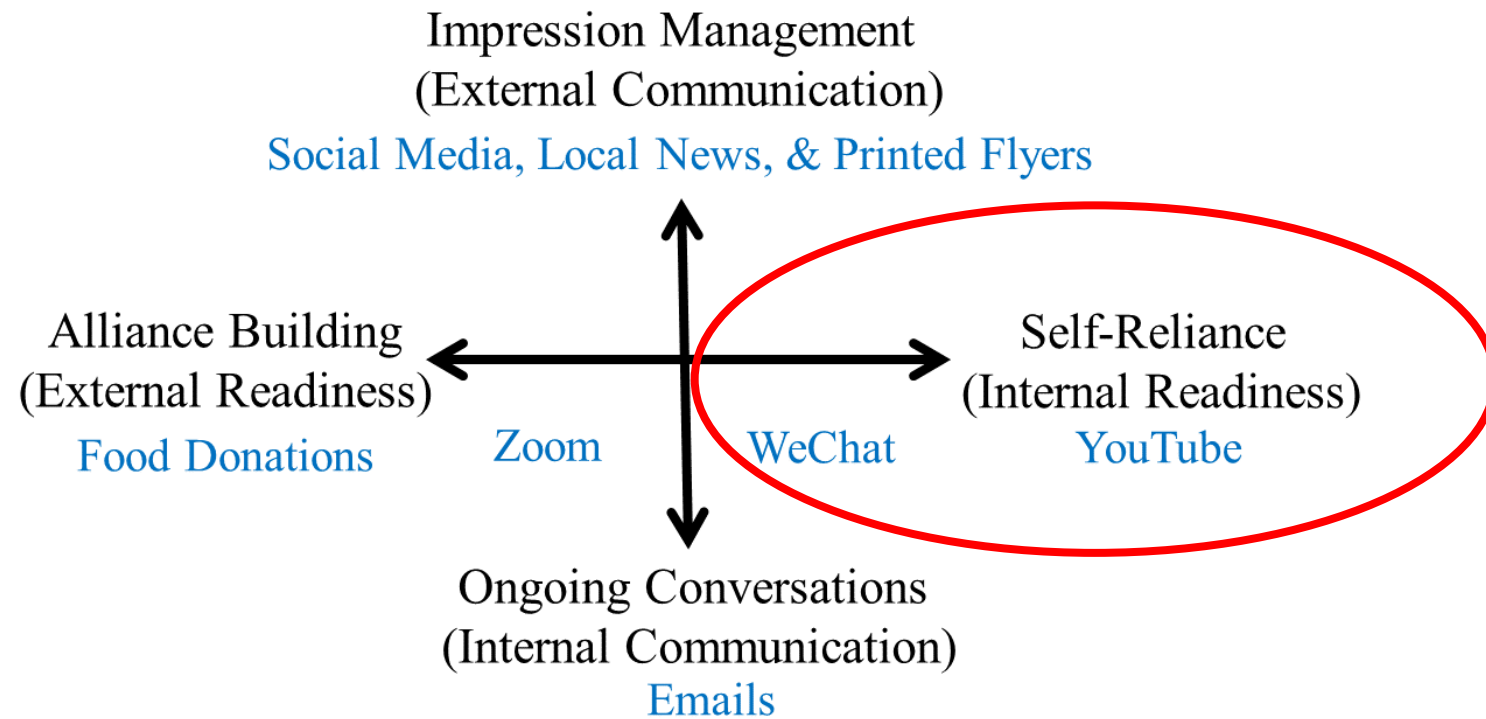 Impression Management
(External Communication)
Social Media, Local News, & Printed Flyers
Alliance Building
(External Readiness)
Food Donations
Zoom
WeChat
Self-Reliance
(Internal Readiness)
YouTube
Ongoing Conversations
(Internal Communication)
Emails